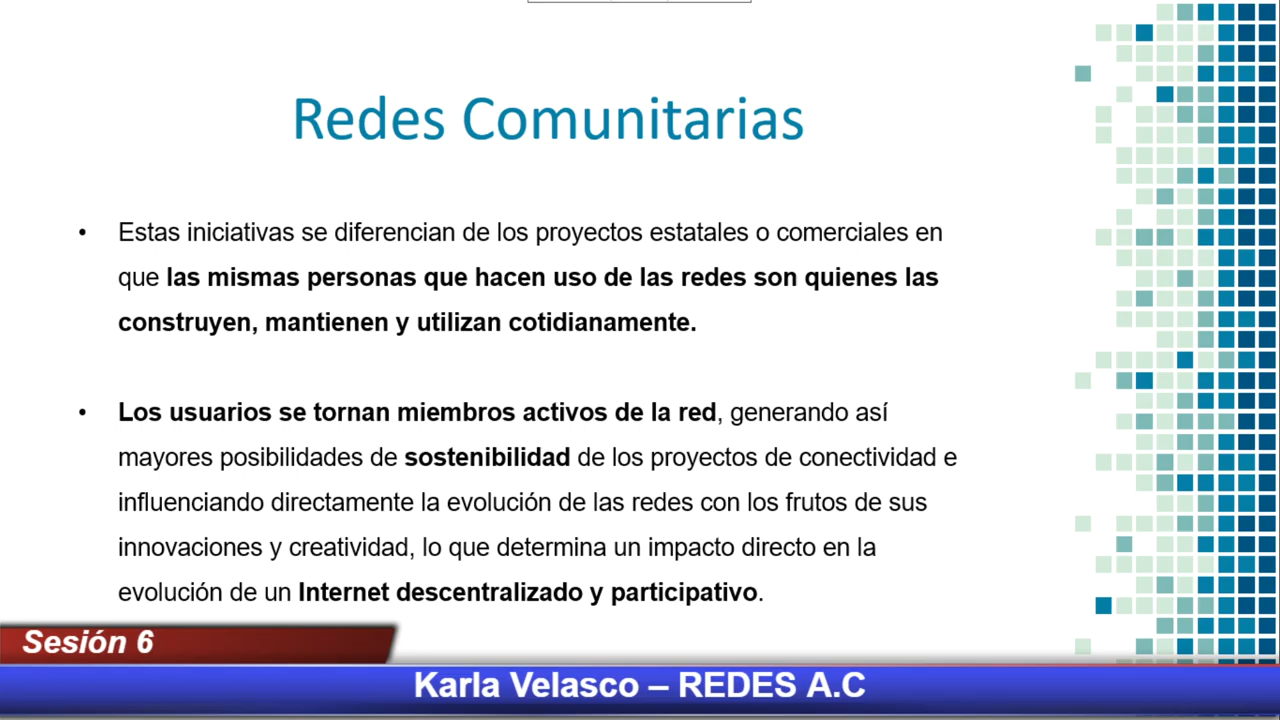 Redes Comunitarias
• Estas iniciativas se diferencian de los proyectos estatales o comerciales en
que las mismas personas que hacen uso de las redes son quienes las
construyen, mantienen y utilizan cotidianamente.
• Los usuarios se tornan miembros activos de la red, generando así
mayores posibilidades de sostenibilidad de los proyectos de conectividad e
influenciando directamente la evolución de las redes con los frutos de sus
innovaciones y creatividad, lo que determina un impacto directo en la
evolución de un Internet descentralizado y participativo.
Sesión 6
Karla Velasco – REDES A.C